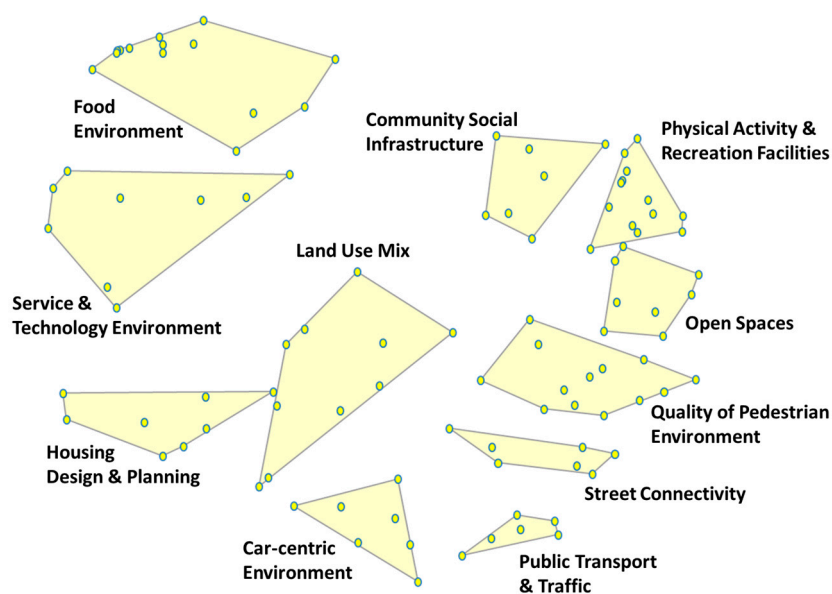 Food
Environment
Community Social
Infrastructure
Physical Activity &
Recreation Facilities
Land Use Mix
Service &
Technology Environment
Open Spaces
Quality of Pedestrian
Environment
Housing
Design & Planning
Street Connectivity
Car-centric
Environment
Public Transport
& Traffic